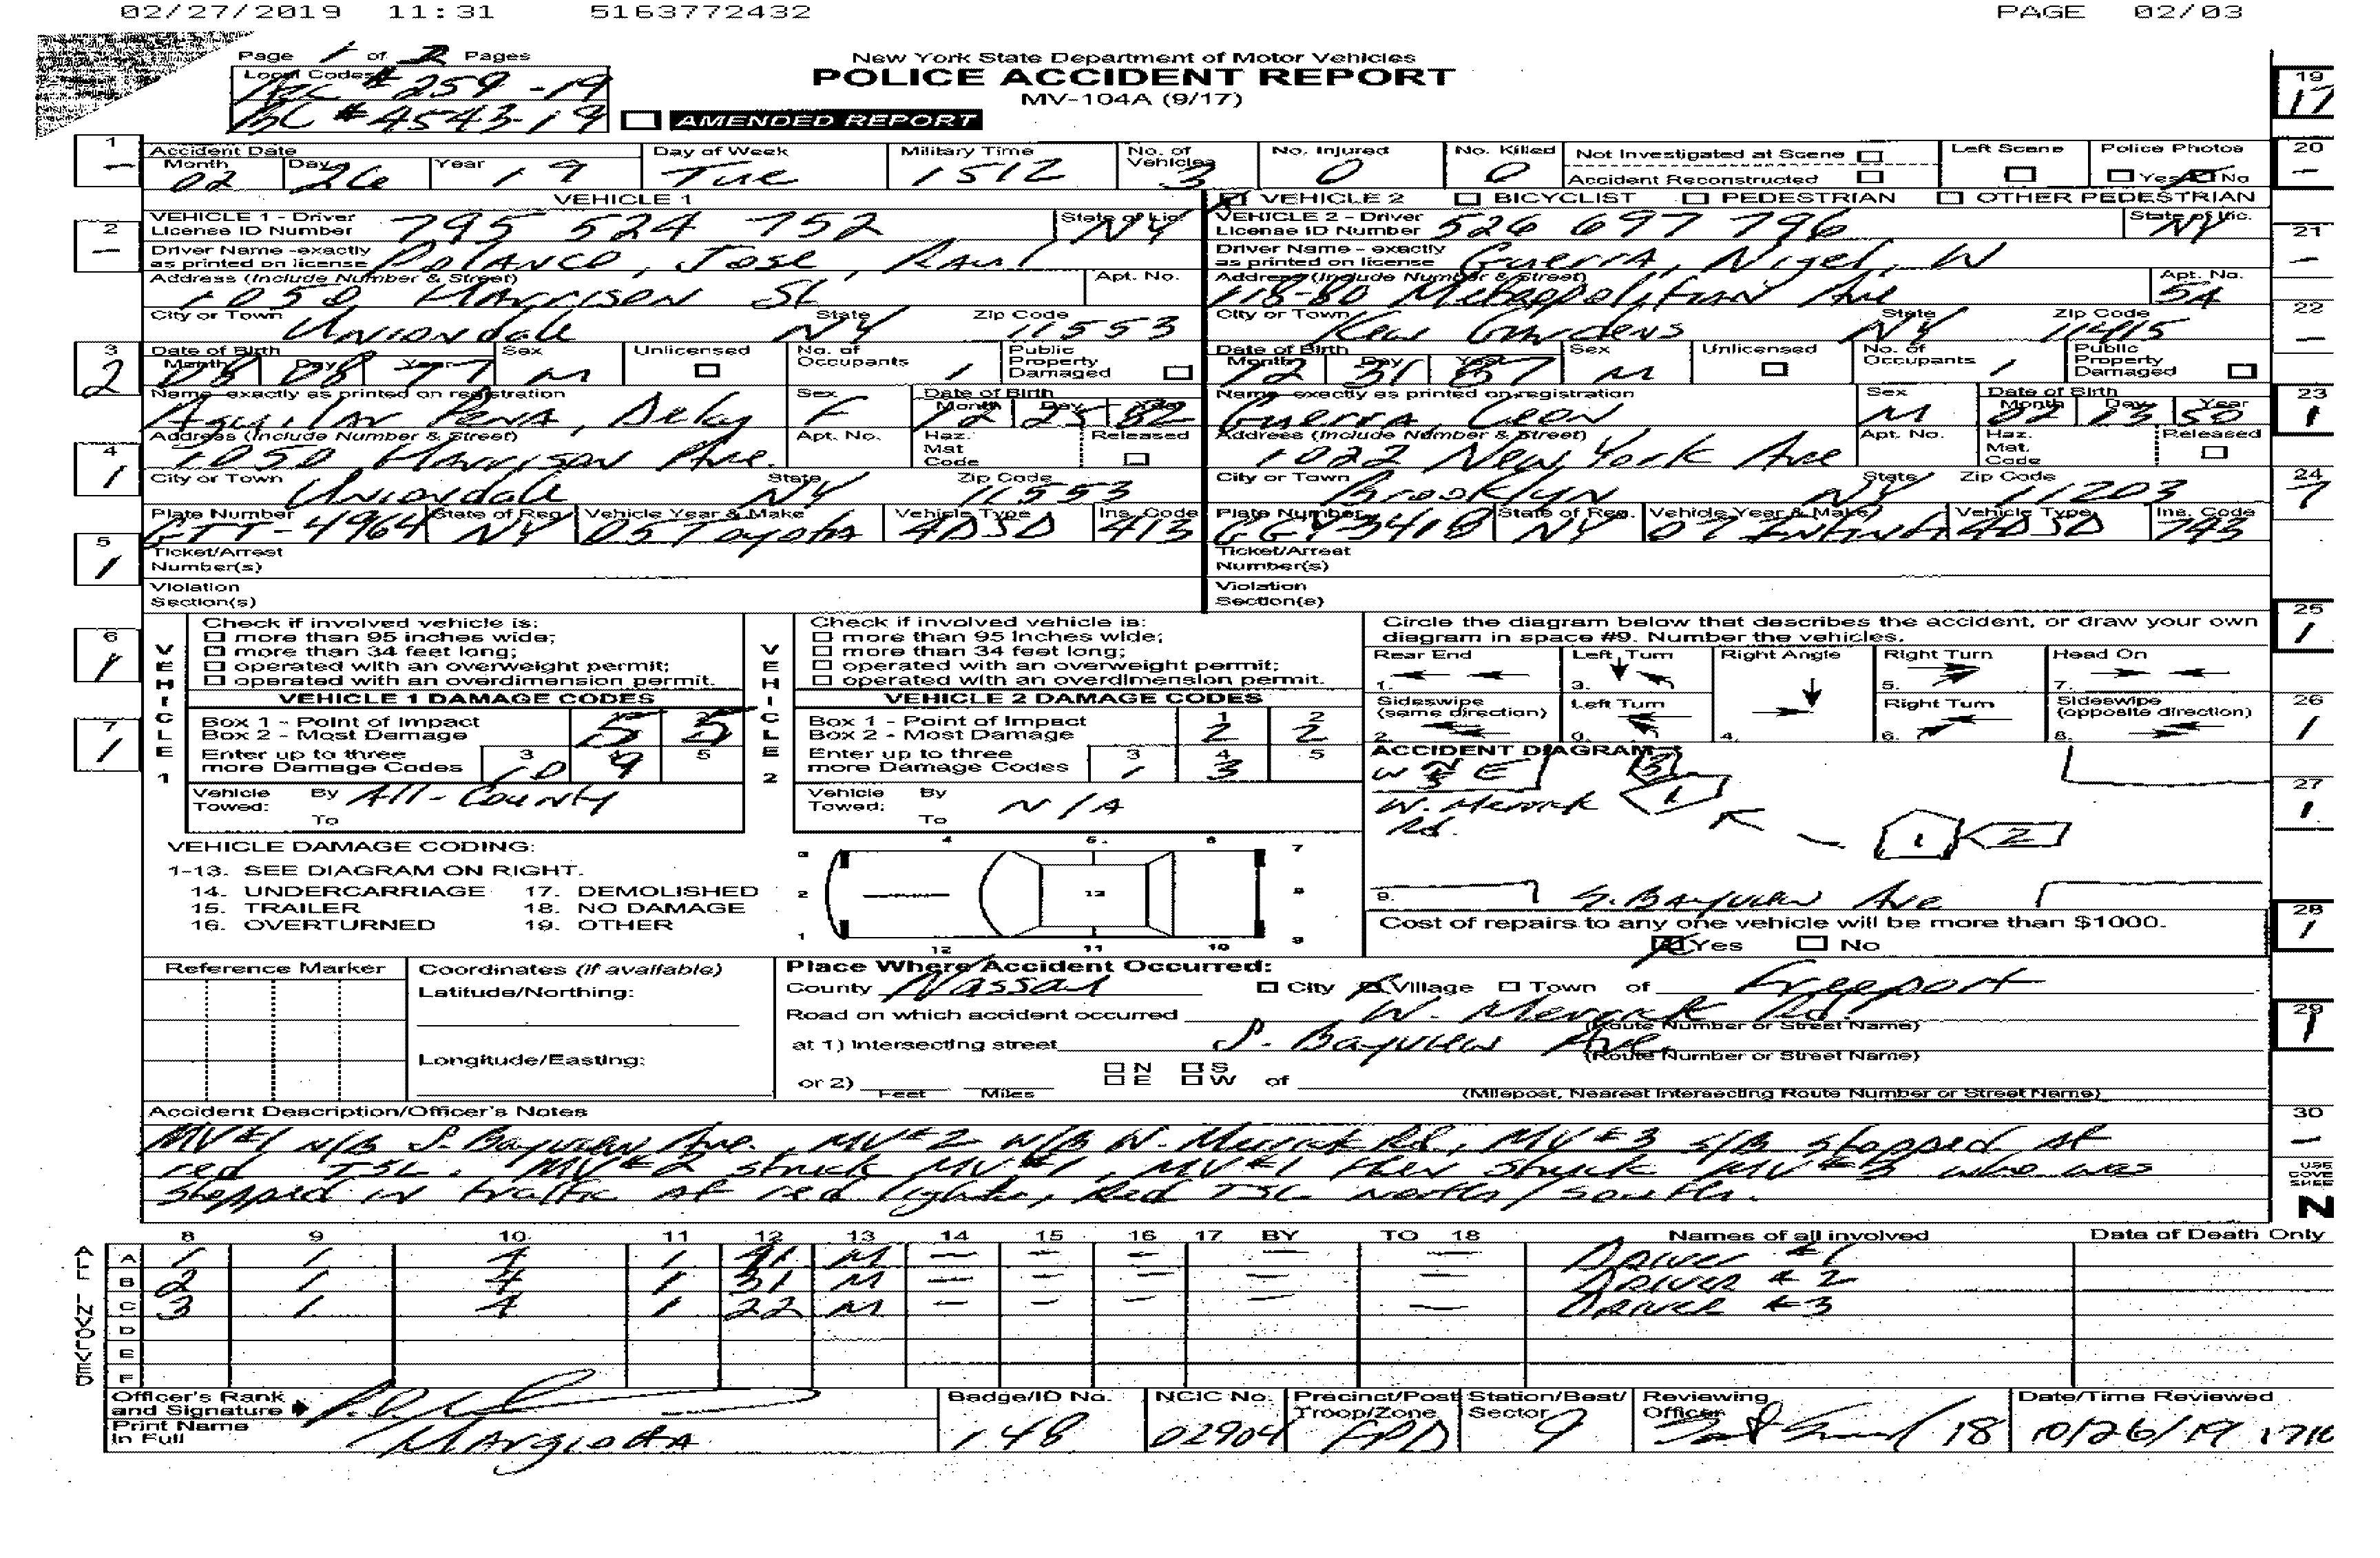 02/27/2019 11:31 5163772432 PAGE 02/03
Page 1 of 2 Pages
New York State Department of Motor Vehicles
Local Codes
# 259-19
POLICE ACCIDENT REPORT
MV-104A (9/17)
# 4543-19
AMENDED REPORT
19
17
1
-
Accident Date
Month Day Year Day of Week Military Time No. of Vehicles No. Injured No. Killed Not Investigated at Scene Left Scene Police Photos
02 26 19 Tue 1512 3 0 0 Accident Reconstructed Yes No
20
-
VEHICLE 1
VEHICLE 2 BICYCLIST PEDESTRIAN OTHER PEDESTRIAN
2
-
VEHICLE 1 - Driver License ID Number 795 524 752 State of Lic. NY
VEHICLE 2 - Driver License ID Number 526 697 796 State of Lic. NY
21
-
Driver Name - exactly as printed on license Polanco, Jose, Raul
Driver Name - exactly as printed on license Guerra, Nigel, W
Address (Include Number & Street) Apt. No.
1050 Harrison St
Address (Include Number & Street) Apt. No.
118-80 Metropolitan Ave 5A
City or Town State Zip Code
Uniondale NY 11553
City or Town State Zip Code
Kew Gardens NY 11415
22
-
3
2
Date of Birth Month Day Year Sex Unlicensed No. of Occupants Public Property Damaged
08 08 77 M 1
Date of Birth Month Day Year Sex Unlicensed No. of Occupants Public Property Damaged
12 31 87 M 1
Name - exactly as printed on registration Sex Date of Birth Month Day Year
Aguilar Pena, F 12 25 82
Name - exactly as printed on registration Sex Date of Birth Month Day Year
Guerra, Leon M 23 50
23
1
4
1
Address (Include Number & Street) Apt. No. Haz. Mat Code Released
1050 Harrison Ave.
Address (Include Number & Street) Apt. No. Haz. Mat. Code Released
1022 New York Ave
City or Town State Zip Code
Uniondale NY 11553
City or Town State Zip Code
Brooklyn NY 11203
24
7
Plate Number State of Reg. Vehicle Year & Make Vehicle Type Ins. Code
-4964 NY 05 Toyota 4DSD 413
Plate Number State of Reg. Vehicle Year & Make Vehicle Type Ins. Code
NY 07 4DSD 743
5
1
Ticket/Arrest Number(s)
Ticket/Arrest Number(s)
Violation Section(s)
Violation Section(s)
25
1
6
1
VEHICLE 1
Check if involved vehicle is:
more than 95 inches wide;
more than 34 feet long;
operated with an overweight permit;
operated with an overdimension permit.
VEHICLE 1 DAMAGE CODES
Box 1 - Point of Impact
Box 2 - Most Damage
5 5
Enter up to three more Damage Codes 3 5
10 9
Vehicle Towed: By All-County
To
7
1
VEHICLE 2
Check if involved vehicle is:
more than 95 inches wide;
more than 34 feet long;
operated with an overweight permit;
operated with an overdimension permit.
VEHICLE 2 DAMAGE CODES
Box 1 - Point of Impact 1 2
Box 2 - Most Damage 2 2
Enter up to three more Damage Codes 3 4 5
1 3
Vehicle Towed: By N/A
To
Circle the diagram below that describes the accident, or draw your own
diagram in space #9. Number the vehicles.
Rear End Left Turn Right Angle Right Turn Head On
1. 3. 5. 7.
Sideswipe (same direction) Left Turn Right Turn Sideswipe (opposite direction)
2. 0. 4. 6. 8.
26
1
ACCIDENT DIAGRAM
W N E 3
S
W. Merrick Rd. 1
1 2
9. S. Bayview Ave
27
1
Cost of repairs to any one vehicle will be more than $1000.
Yes No
28
1
VEHICLE DAMAGE CODING:
1-13. SEE DIAGRAM ON RIGHT.
14. UNDERCARRIAGE 17. DEMOLISHED
15. TRAILER 18. NO DAMAGE
16. OVERTURNED 19. OTHER
3 4 5 6 7
2 13 8
1 12 11 10 9
Reference Marker
Coordinates (if available)
Latitude/Northing:
Longitude/Easting:
Place Where Accident Occurred:
County Nassau City Village Town of Freeport
Road on which accident occurred W. Merrick Rd.
(Route Number or Street Name)
at 1) Intersecting street S. Bayview Ave
(Route Number or Street Name)
or 2) Feet Miles N S E W of
(Milepost, Nearest Intersecting Route Number or Street Name)
29
1
Accident Description/Officer's Notes
MV#1 N/B S. Bayview Ave., MV#2 W/B W. Merrick Rd, MV#3 S/B stopped at
red TSL. MV#2 struck MV#1, MV#1 then struck MV#3 who was
stopped in traffic at red light, Red TSL North/South.
30
-
USE COVER SHEET
N
8 9 10 11 12 13 14 15 16 17 BY TO 18 Names of all involved Date of Death Only
ALL INVOLVED
A 1 1 4 1 41 M - - - - - - Driver #1
B 2 1 4 1 31 M - - - - - - Driver #2
C 3 1 4 1 22 M - - - - - Driver #3
D
E
F
Officer's Rank and Signature P.O.
Print Name In Full Margiotta
Badge/ID No. 148
NCIC No. 02904
Precinct/Post Troop/Zone FPD
Station/Beat/Sector 9
Reviewing Officer 18
Date/Time Reviewed
/26/19 1710